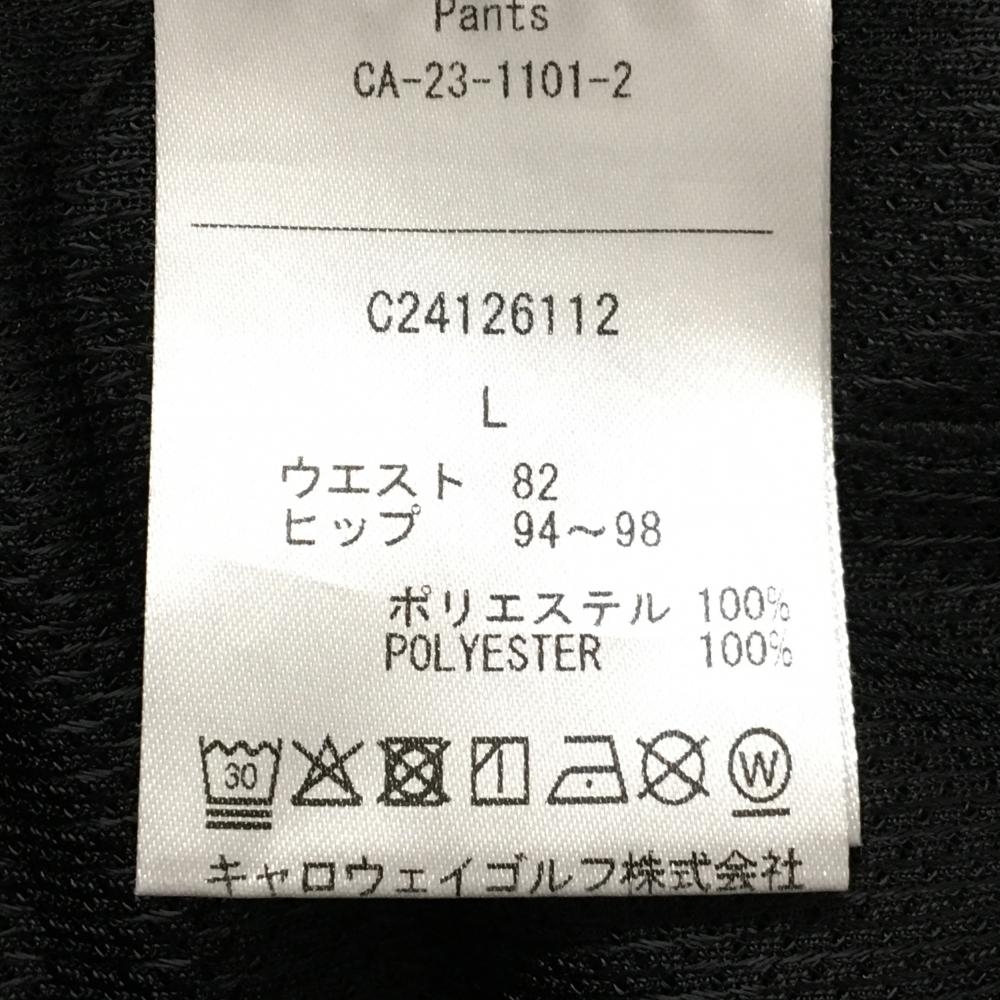 Pants
CA-23-1101-2
C24126112
L
ウエスト 82
ヒップ 94～98
ポリエステル 100%
POLYESTER 100%
30 W
キャロウェイゴルフ株式会社